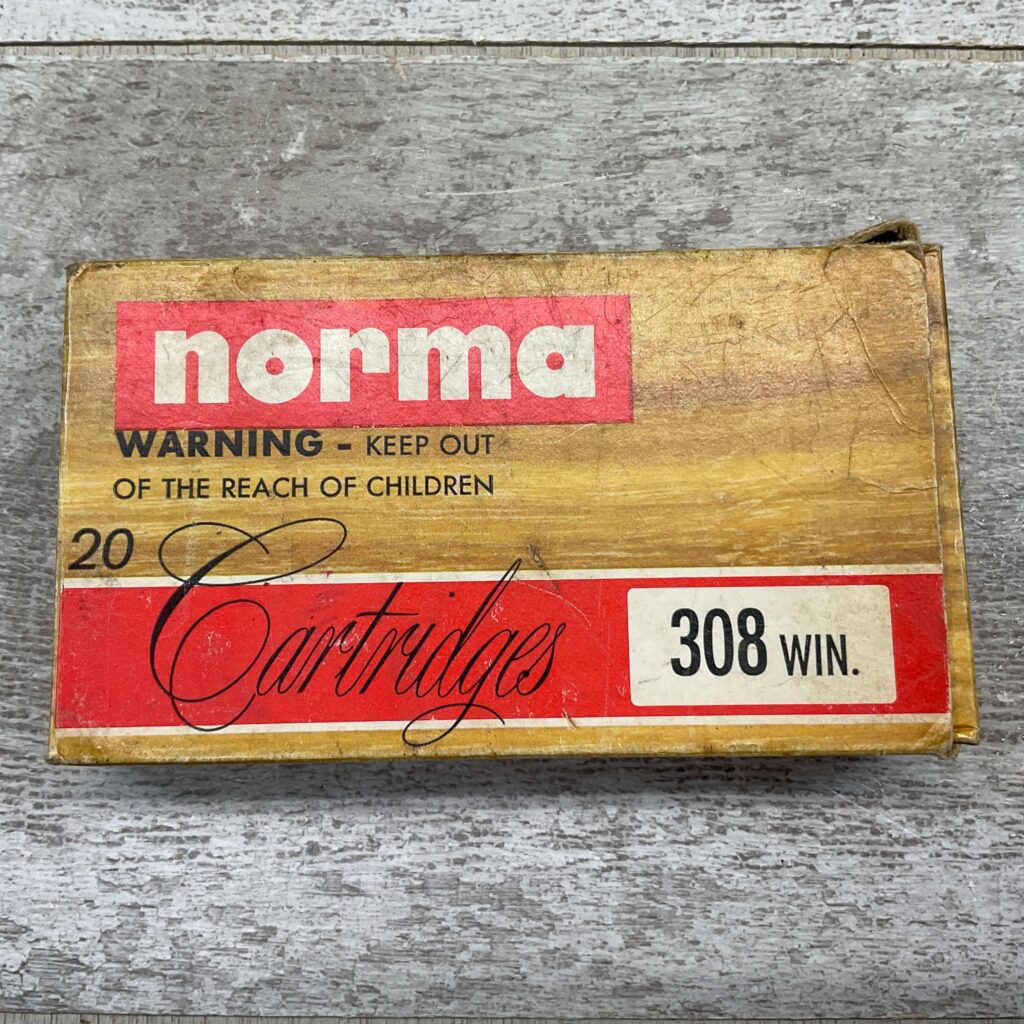 norma
WARNING - KEEP OUT
OF THE REACH OF CHILDREN
20 Cartridges
308 WIN.